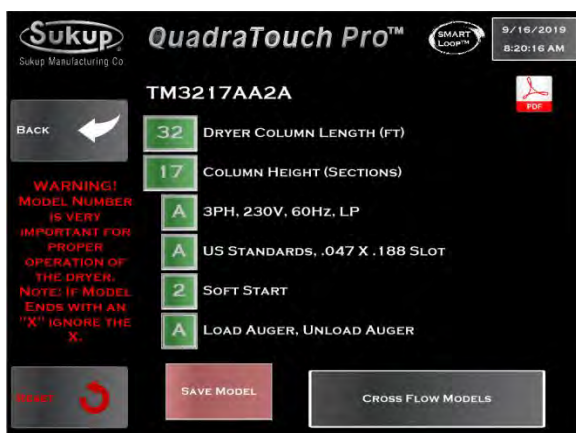 Sukup
Sukup Manufacturing Co
QuadraTouch Pro™
SMART
LOOP™
9/16/2019
8:20:16 AM
TM3217AA2A
PDF
BACK
32 DRYER COLUMN LENGTH (FT)
17 COLUMN HEIGHT (SECTIONS)
A 3PH, 230V, 60HZ, LP
A US STANDARDS, .047 X .188 SLOT
2 SOFT START
A LOAD AUGER, UNLOAD AUGER
WARNING!
MODEL NUMBER
IS VERY
IMPORTANT FOR
PROPER
OPERATION OF
THE DRYER.
NOTE: IF MODEL
ENDS WITH AN
"X" IGNORE THE
X.
RESET
SAVE MODEL
CROSS FLOW MODELS